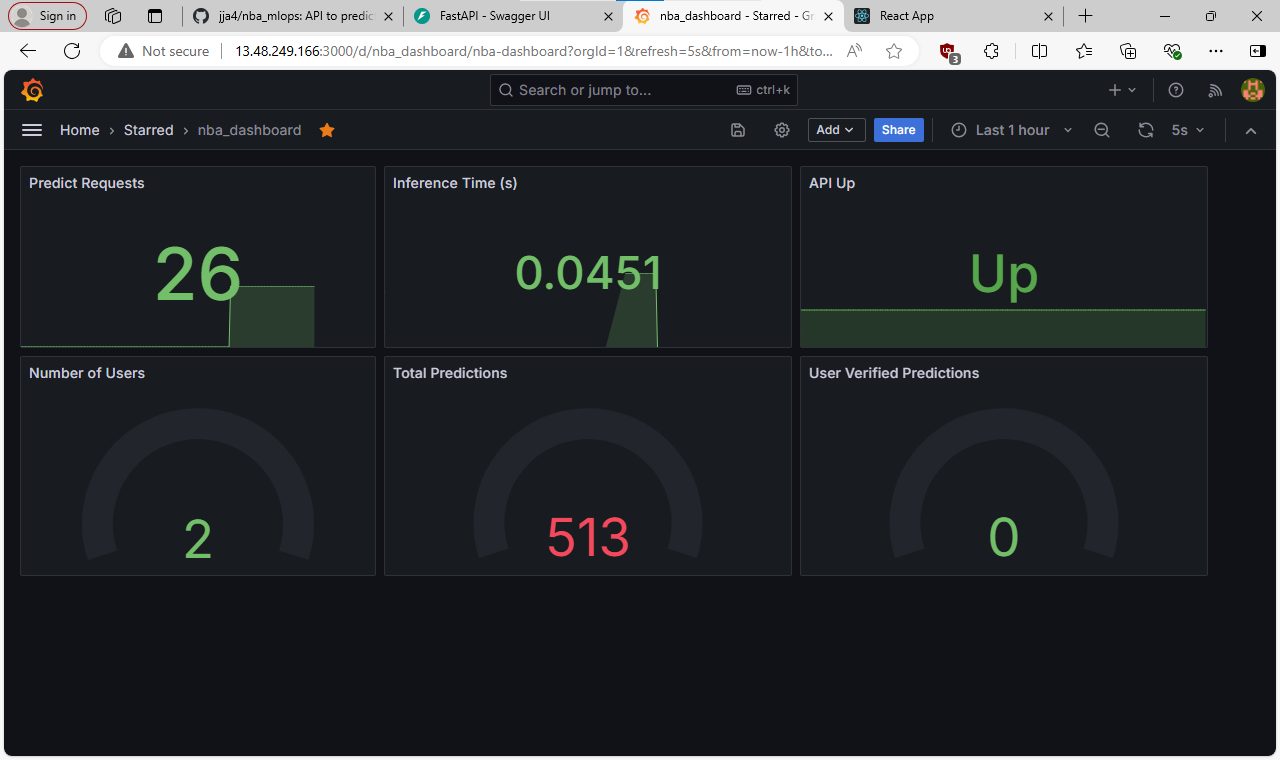 Sign in
jja4/nba_mlops: API to predic
FastAPI - Swagger UI
nba_dashboard - Starred - Gr
React App
Not secure
13.48.249.166:3000/d/nba_dashboard/nba-dashboard?orgId=1&refresh=5s&from=now-1h&to...
3
Search or jump to...
ctrl+k
Home › Starred › nba_dashboard
Add
Share
Last 1 hour
5s
Predict Requests
26
Inference Time (s)
0.0451
API Up
Up
Number of Users
2
Total Predictions
513
User Verified Predictions
0